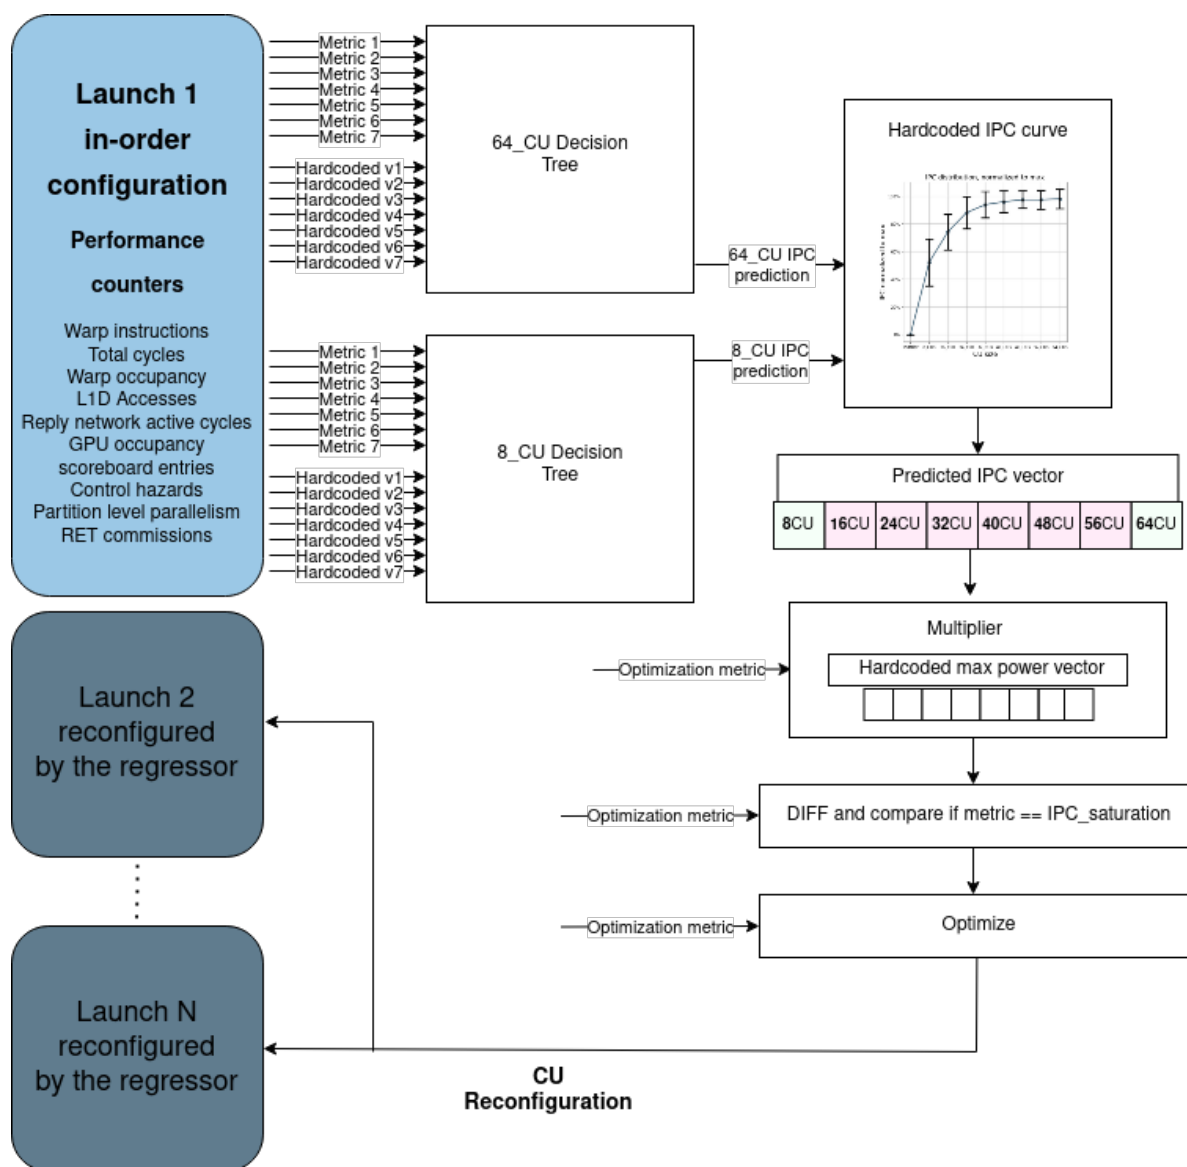 Launch 1
in-order
configuration
Performance
counters
Warp instructions
Total cycles
Warp occupancy
L1D Accesses
Reply network active cycles
GPU occupancy
scoreboard entries
Control hazards
Partition level parallelism
RET commissions
Metric 1
Metric 2
Metric 3
Metric 4
Metric 5
Metric 6
Metric 7
Hardcoded v1
Hardcoded v2
Hardcoded v3
Hardcoded v4
Hardcoded v5
Hardcoded v6
Hardcoded v7
64_CU Decision
Tree
64_CU IPC
prediction
Metric 1
Metric 2
Metric 3
Metric 4
Metric 5
Metric 6
Metric 7
Hardcoded v1
Hardcoded v2
Hardcoded v3
Hardcoded v4
Hardcoded v5
Hardcoded v6
Hardcoded v7
8_CU Decision
Tree
8_CU IPC
prediction
Hardcoded IPC curve
IPC distribution, normalized to max
Predicted IPC vector
8CU 16CU 24CU 32CU 40CU 48CU 56CU 64CU
Optimization metric
Multiplier
Hardcoded max power vector
Optimization metric
DIFF and compare if metric == IPC_saturation
Optimization metric
Optimize
CU
Reconfiguration
Launch 2
reconfigured
by the regressor
Launch N
reconfigured
by the regressor